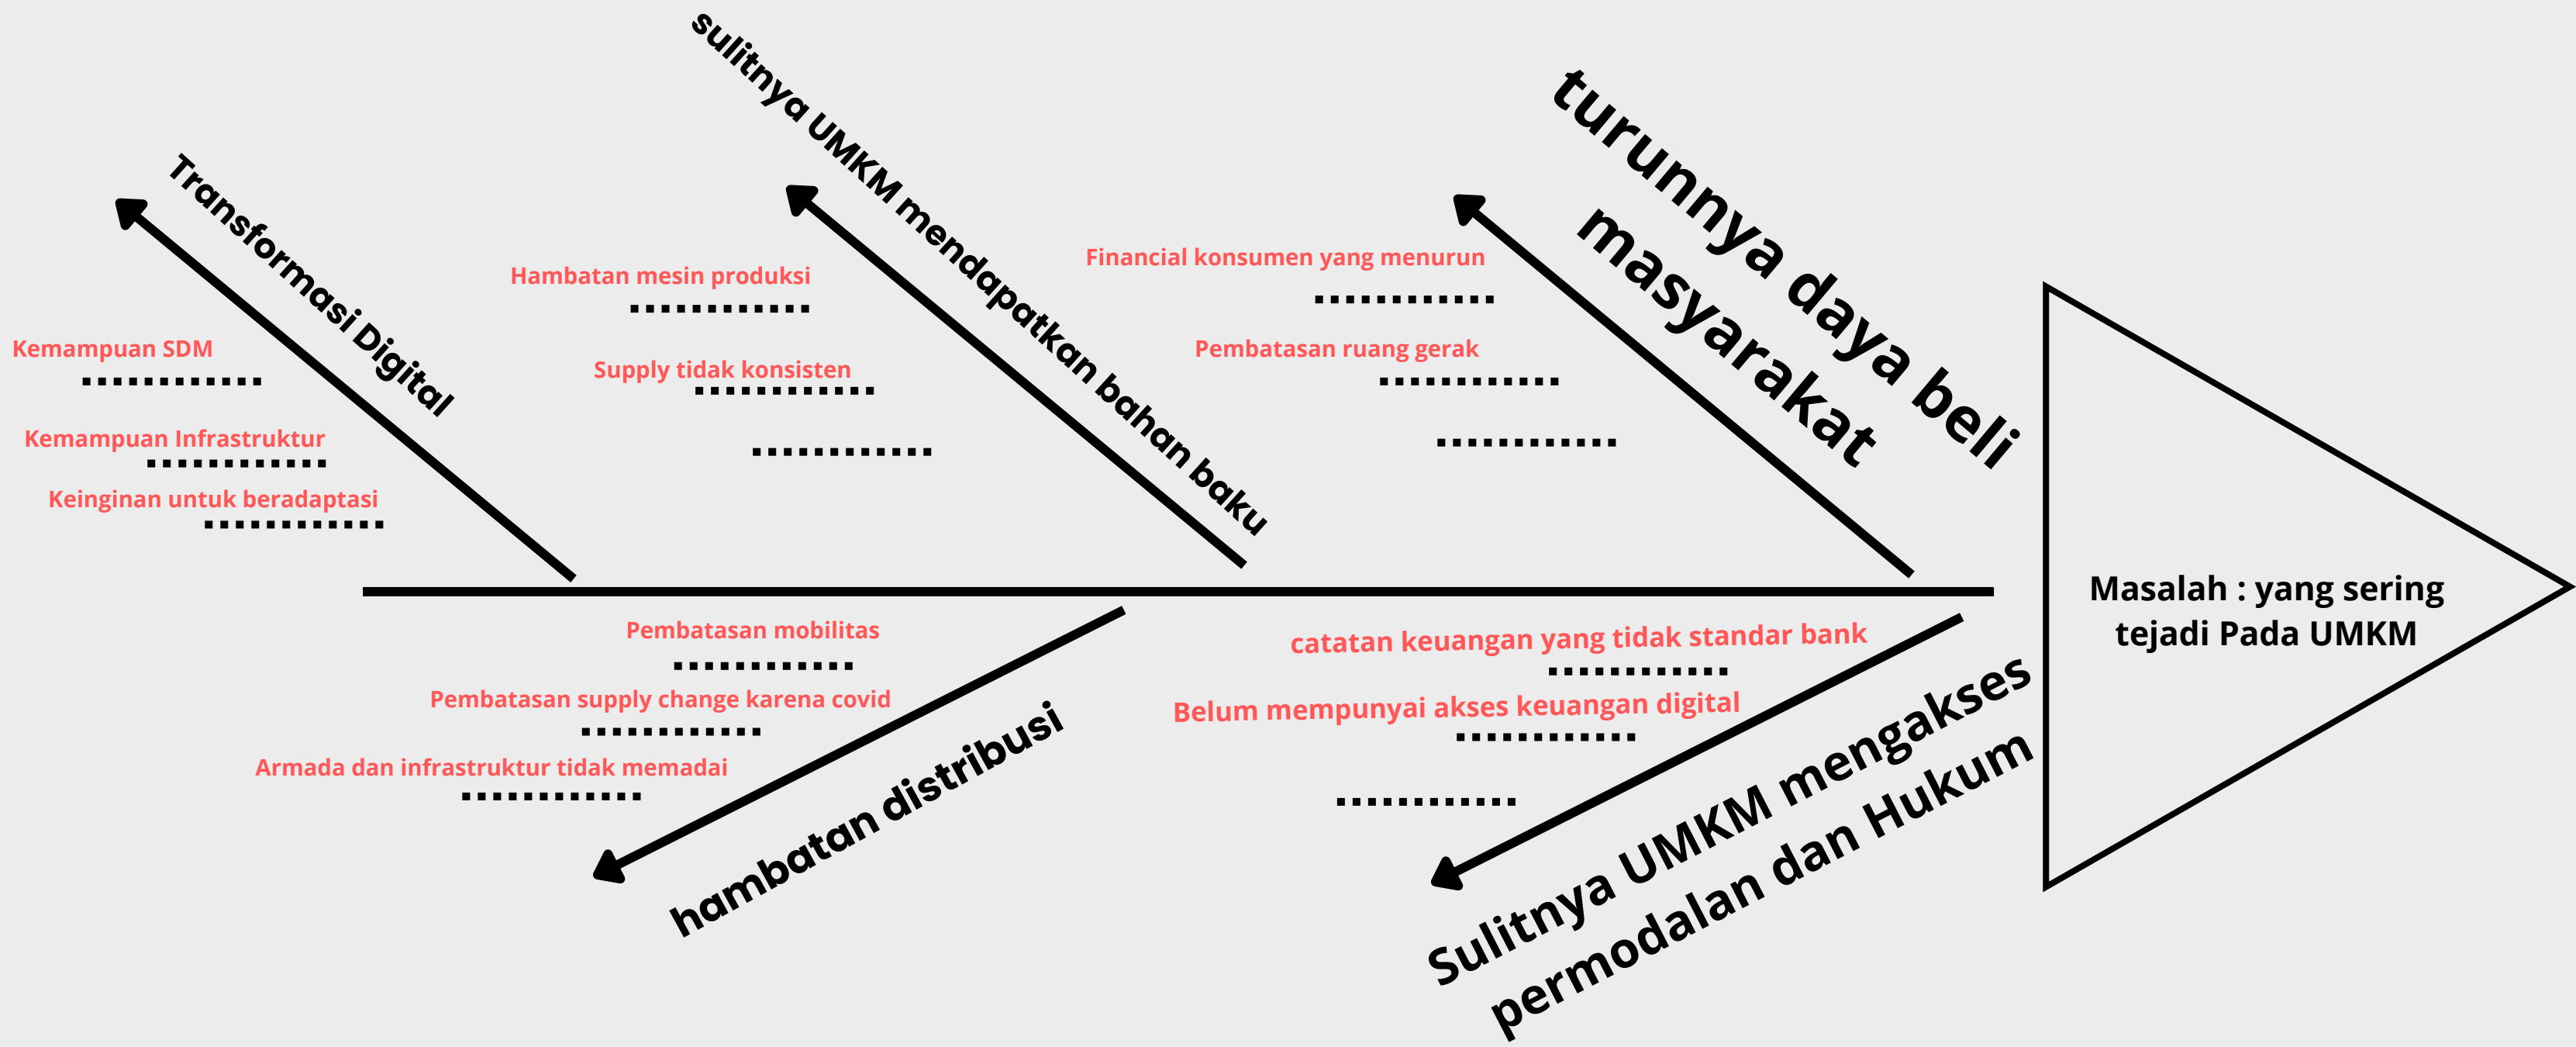 sulitnya UMKM mendapatkan bahan baku
turunnya daya beli
masyarakat
Transformasi Digital
Financial konsumen yang menurun
Hambatan mesin produksi
Kemampuan SDM
Pembatasan ruang gerak
Supply tidak konsisten
Kemampuan Infrastruktur
Keinginan untuk beradaptasi
Masalah : yang sering
tejadi Pada UMKM
Pembatasan mobilitas
catatan keuangan yang tidak standar bank
Pembatasan supply change karena covid
Belum mempunyai akses keuangan digital
Armada dan infrastruktur tidak memadai
hambatan distribusi
Sulitnya UMKM mengakses
permodalan dan Hukum